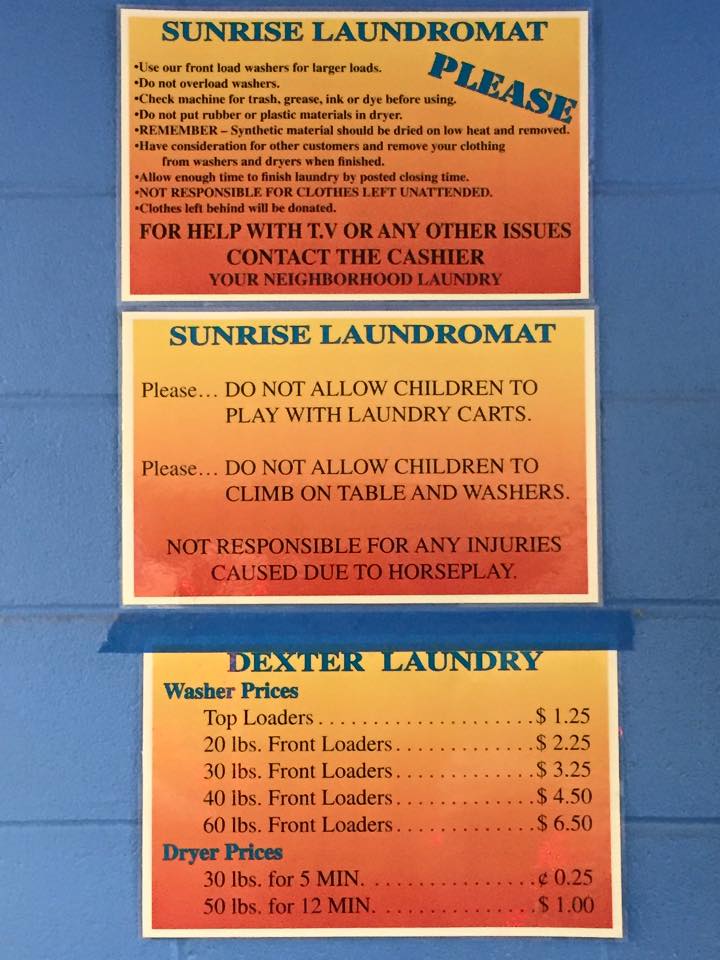 SUNRISE LAUNDROMAT
PLEASE
•Use our front load washers for larger loads.
•Do not overload washers.
•Check machine for trash, grease, ink or dye before using.
•Do not put rubber or plastic materials in dryer.
•REMEMBER – Synthetic material should be dried on low heat and removed.
•Have consideration for other customers and remove your clothing
from washers and dryers when finished.
•Allow enough time to finish laundry by posted closing time.
•NOT RESPONSIBLE FOR CLOTHES LEFT UNATTENDED.
•Clothes left behind will be donated.
FOR HELP WITH T.V OR ANY OTHER ISSUES
CONTACT THE CASHIER
YOUR NEIGHBORHOOD LAUNDRY
SUNRISE LAUNDROMAT
Please... DO NOT ALLOW CHILDREN TO
PLAY WITH LAUNDRY CARTS.
Please... DO NOT ALLOW CHILDREN TO
CLIMB ON TABLE AND WASHERS.
NOT RESPONSIBLE FOR ANY INJURIES
CAUSED DUE TO HORSEPLAY.
DEXTER LAUNDRY
Washer Prices
Top Loaders . . . . . . . . . . . . . . . . . . . . $ 1.25
20 lbs. Front Loaders . . . . . . . . . . . . . $ 2.25
30 lbs. Front Loaders . . . . . . . . . . . . . $ 3.25
40 lbs. Front Loaders . . . . . . . . . . . . . $ 4.50
60 lbs. Front Loaders . . . . . . . . . . . . . $ 6.50
Dryer Prices
30 lbs. for 5 MIN. . . . . . . . . . . . . . . . . ¢ 0.25
50 lbs. for 12 MIN. . . . . . . . . . . . . . . . $ 1.00